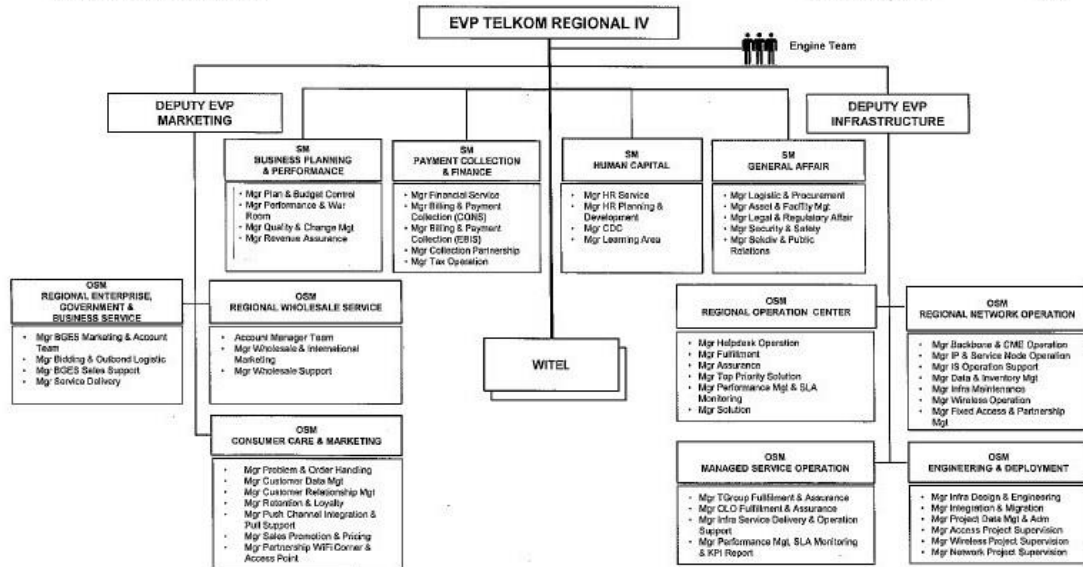 EVP TELKOM REGIONAL IV
Engine Team
DEPUTY EVP
MARKETING
DEPUTY EVP
INFRASTRUCTURE
SM
BUSINESS PLANNING
& PERFORMANCE
• Mgr Plan & Budget Control
• Mgr Performance & War
Room
• Mgr Quality & Change Mgt
• Mgr Revenue Assurance
SM
PAYMENT COLLECTION
& FINANCE
• Mgr Financial Service
• Mgr Billing & Payment
Collection (CONS)
• Mgr Billing & Payment
Collection (EBIS)
• Mgr Collection Partnership
• Mgr Tax Operation
SM
HUMAN CAPITAL
• Mgr HR Service
• Mgr HR Planning &
Development
• Mgr CDC
• Mgr Learning Area
SM
GENERAL AFFAIR
• Mgr Logistic & Procurement
• Mgr Asset & Facility Mgt
• Mgr Legal & Regulatory Affair
• Mgr Security & Safety
• Mgr Sekdiv & Public
Relations
OSM
REGIONAL ENTERPRISE,
GOVERNMENT &
BUSINESS SERVICE
• Mgr BGES Marketing & Account
Team
• Mgr Bidding & Outbond Logistic
• Mgr BGES Sales Support
• Mgr Service Delivery
OSM
REGIONAL WHOLESALE SERVICE
• Account Manager Team
• Mgr Wholesale & International
Marketing
• Mgr Wholesale Support
OSM
CONSUMER CARE & MARKETING
• Mgr Problem & Order Handling
• Mgr Customer Data Mgt
• Mgr Customer Relationship Mgt
• Mgr Retention & Loyalty
• Mgr Push Channel Integration &
Pull Support
• Mgr Sales Promotion & Pricing
• Mgr Partnership WiFi Corner &
Access Point
WITEL
OSM
REGIONAL OPERATION CENTER
• Mgr Helpdesk Operation
• Mgr Fulfillment
• Mgr Assurance
• Mgr Top Priority Solution
• Mgr Performance Mgt & SLA
Monitoring
• Mgr Solution
OSM
REGIONAL NETWORK OPERATION
• Mgr Backbone & CME Operation
• Mgr IP & Service Node Operation
• Mgr IS Operation Support
• Mgr Data & Inventory Mgt
• Mgr Infra Maintenance
• Mgr Wireless Operation
• Mgr Fixed Access & Partnership
Mgt
OSM
MANAGED SERVICE OPERATION
• Mgr TGroup Fulfillment & Assurance
• Mgr OLO Fulfillment & Assurance
• Mgr Infra Service Delivery & Operation
Support
• Mgr Performance Mgt, SLA Monitoring
& KPI Report
OSM
ENGINEERING & DEPLOYMENT
• Mgr Infra Design & Engineering
• Mgr Integration & Migration
• Mgr Project Data Mgt & Adm
• Mgr Access Project Supervision
• Mgr Wireless Project Supervision
• Mgr Network Project Supervision